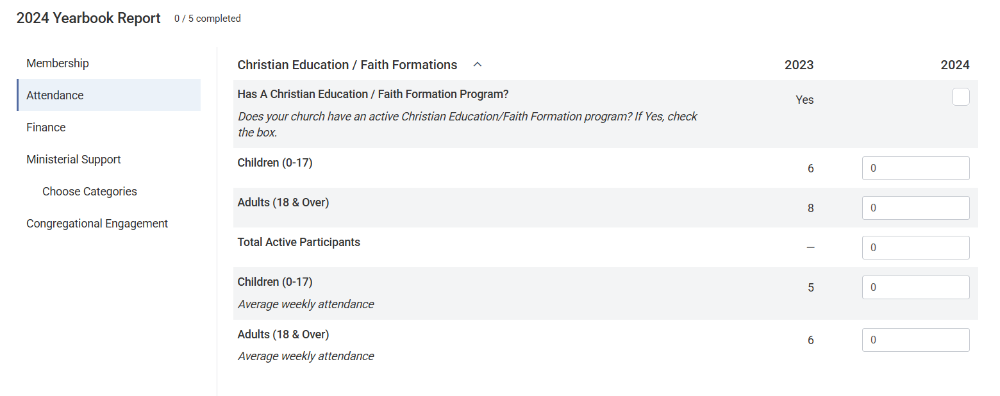 2024 Yearbook Report 0 / 5 completed
Membership
Attendance
Finance
Ministerial Support
Choose Categories
Congregational Engagement
Christian Education / Faith Formations 2023 2024
Has A Christian Education / Faith Formation Program? Yes
Does your church have an active Christian Education/Faith Formation program? If Yes, check
the box.
Children (0-17) 6 0
Adults (18 & Over) 8 0
Total Active Participants — 0
Children (0-17) 5 0
Average weekly attendance
Adults (18 & Over) 6 0
Average weekly attendance